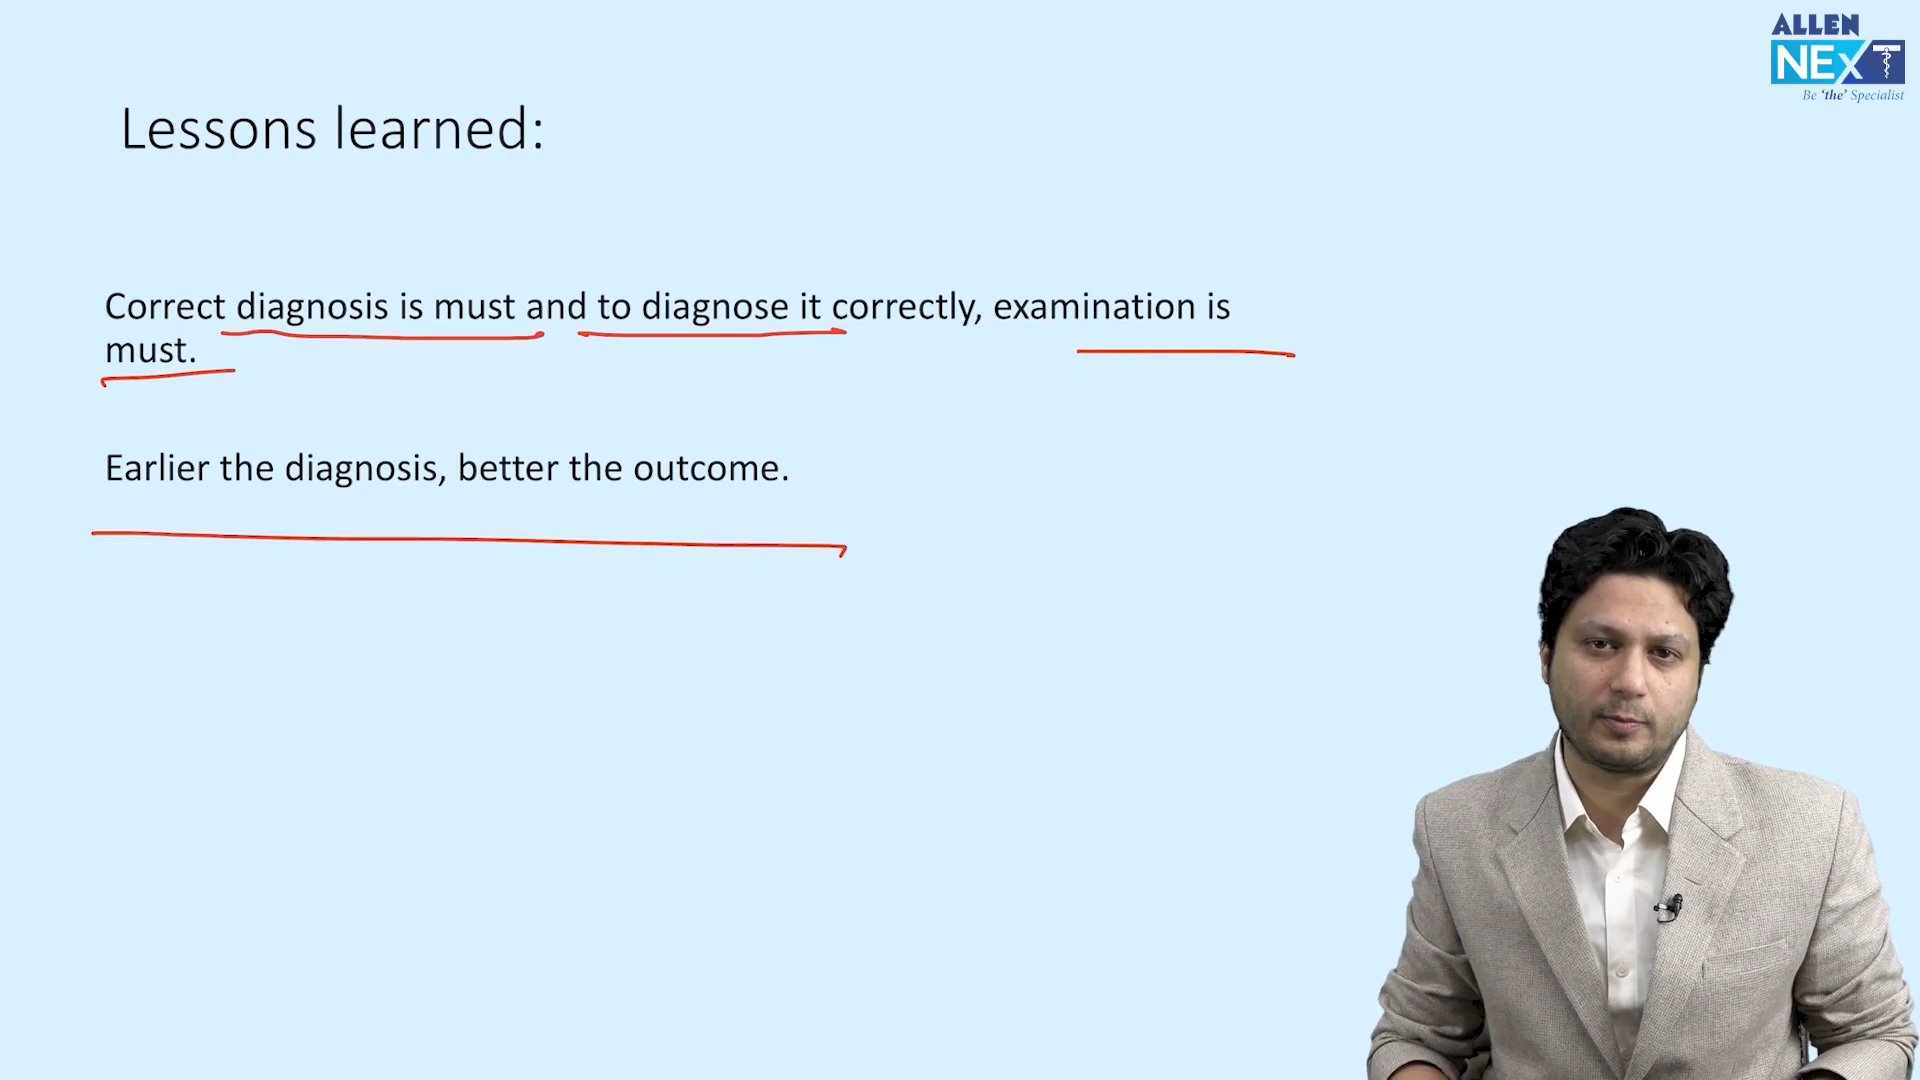 ALLEN
NEXT
Be 'the' Specialist
Lessons learned:
Correct diagnosis is must and to diagnose it correctly, examination is
must.
Earlier the diagnosis, better the outcome.